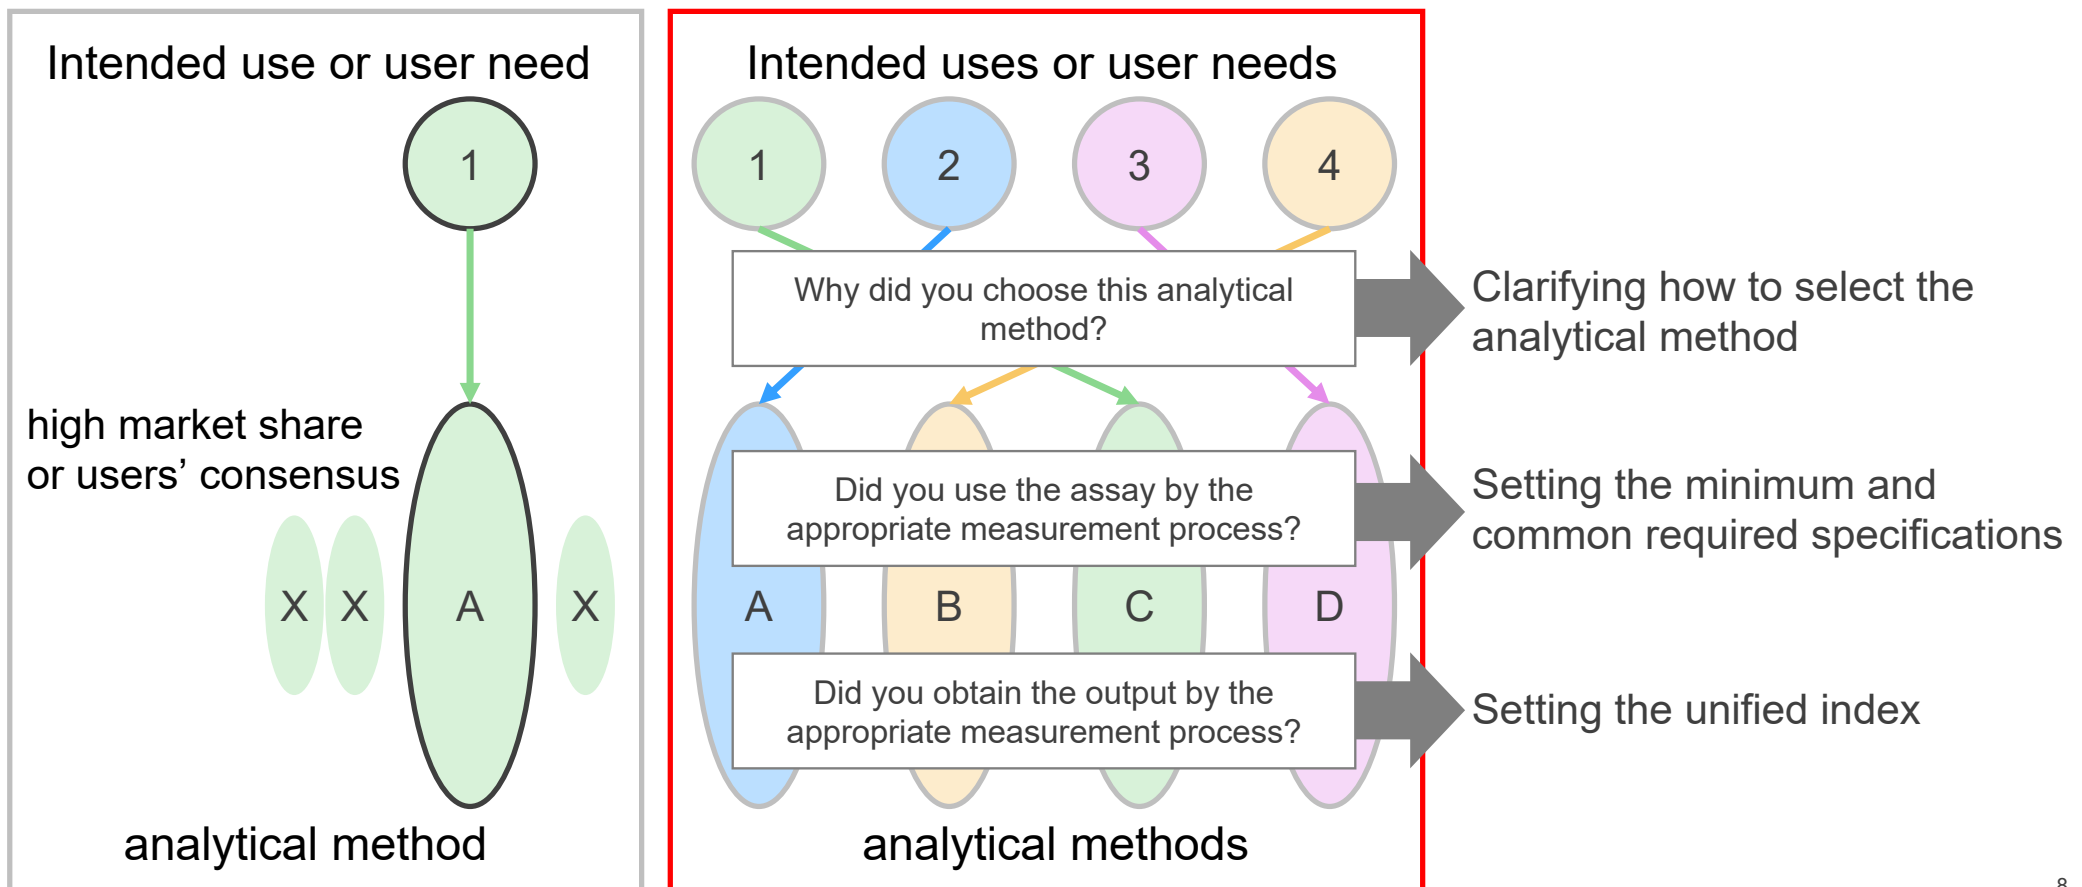 Intended use or user need
1
high market share
or users’ consensus
X
X
A
X
analytical method
Intended uses or user needs
1
2
3
4
Why did you choose this analytical
method?
Clarifying how to select the
analytical method
Did you use the assay by the
appropriate measurement process?
Setting the minimum and
common required specifications
A
B
C
D
Did you obtain the output by the
appropriate measurement process?
Setting the unified index
analytical methods
8